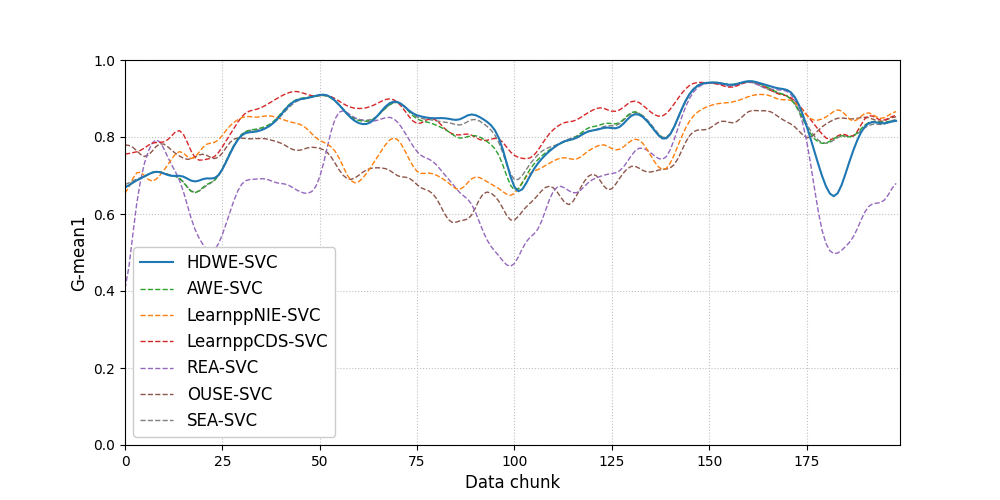 G-mean1
1.0
0.8
0.6
0.4
0.2
0.0
HDWE-SVC
AWE-SVC
LearnppNIE-SVC
LearnppCDS-SVC
REA-SVC
OUSE-SVC
SEA-SVC
0 25 50 75 100 125 150 175
Data chunk